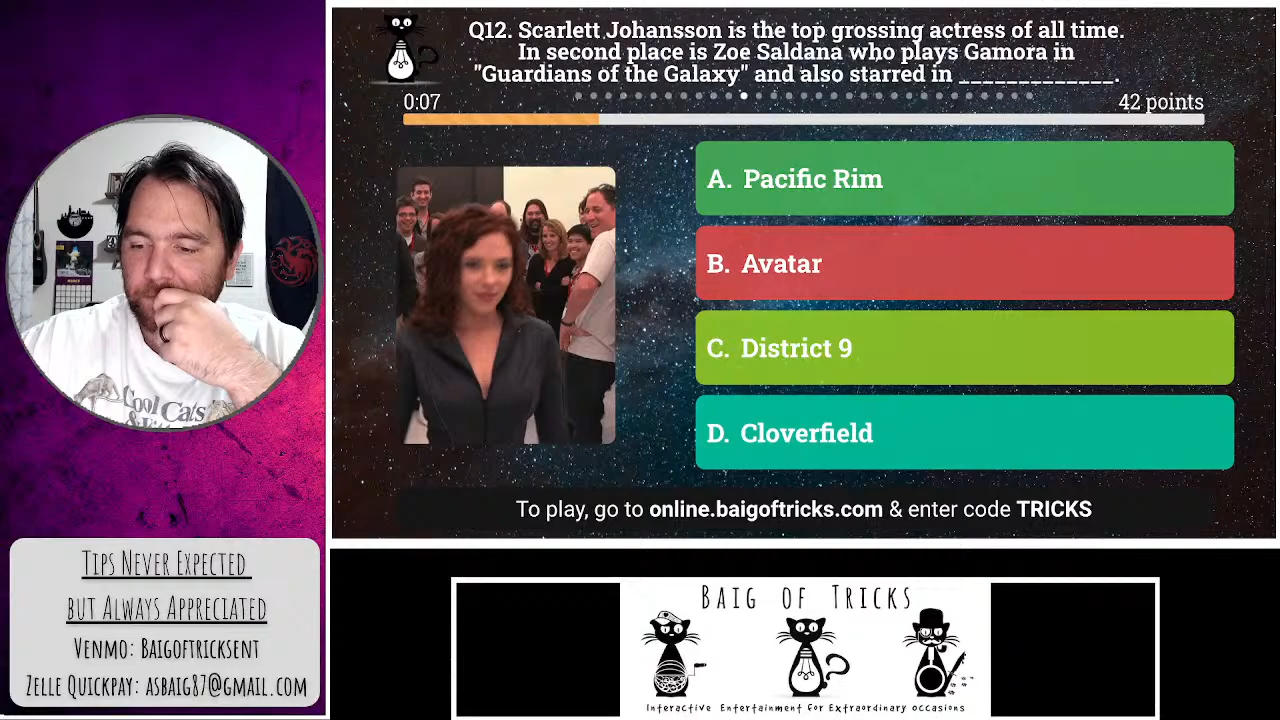 Q12. Scarlett Johansson is the top grossing actress of all time.
In second place is Zoe Saldana who plays Gamora in
"Guardians of the Galaxy" and also starred in _____________.
0:07
42 points
A. Pacific Rim
B. Avatar
C. District 9
D. Cloverfield
To play, go to online.baigoftricks.com & enter code TRICKS
Cool Cats
Tips Never Expected
but Always Appreciated
Venmo: Baigoftricksent
Zelle Quickpay: asbaig87@gmail.com
Baig of Tricks
Interactive Entertainment for Extraordinary Occasions